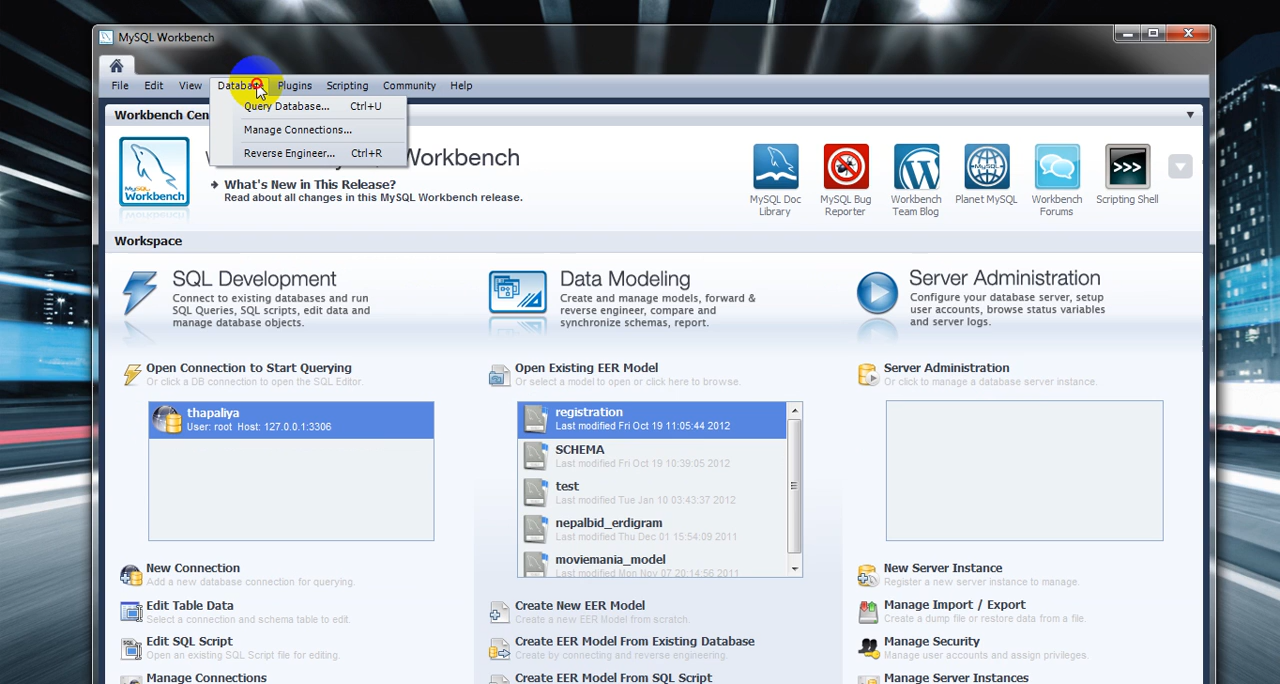 MySQL Workbench
File Edit View Database Plugins Scripting Community Help
Query Database... Ctrl+U
Manage Connections...
Reverse Engineer... Ctrl+R
Workbench Cen
MySQL
Workbench
Workbench
What's New in This Release?
Read about all changes in this MySQL Workbench release.
MySQL Doc
Library
MySQL Bug
Reporter
Workbench
Team Blog
Planet MySQL
MySQL
Workbench
Forums
>>>
Scripting Shell
Workspace
SQL Development
Connect to existing databases and run
SQL Queries, SQL scripts, edit data and
manage database objects.
Open Connection to Start Querying
Or click a DB connection to open the SQL Editor.
thapaliya
User: root Host: 127.0.0.1:3306
New Connection
Add a new database connection for querying.
Edit Table Data
Select a connection and schema table to edit.
SQL
Edit SQL Script
Open an existing SQL Script file for editing.
Manage Connections
Data Modeling
Create and manage models, forward &
reverse engineer, compare and
synchronize schemas, report.
Open Existing EER Model
Or select a model to open or click here to browse.
registration
Last modified Fri Oct 19 11:05:44 2012
SCHEMA
Last modified Fri Oct 19 10:39:05 2012
test
Last modified Tue Jan 10 03:43:37 2012
nepalbid_erdigram
Last modified Thu Dec 01 15:54:09 2011
moviemania_model
Last modified Mon Nov 07 20:14:56 2011
Create New EER Model
Create a new EER Model from scratch.
Create EER Model From Existing Database
Create by connecting and reverse engineering.
Create EER Model From SQL Script
Server Administration
Configure your database server, setup
user accounts, browse status variables
and server logs.
Server Administration
Or click to manage a database server instance.
New Server Instance
Register a new server instance to manage.
Manage Import / Export
Create a dump file or restore data from a file.
Manage Security
Manage user accounts and assign privileges.
Manage Server Instances